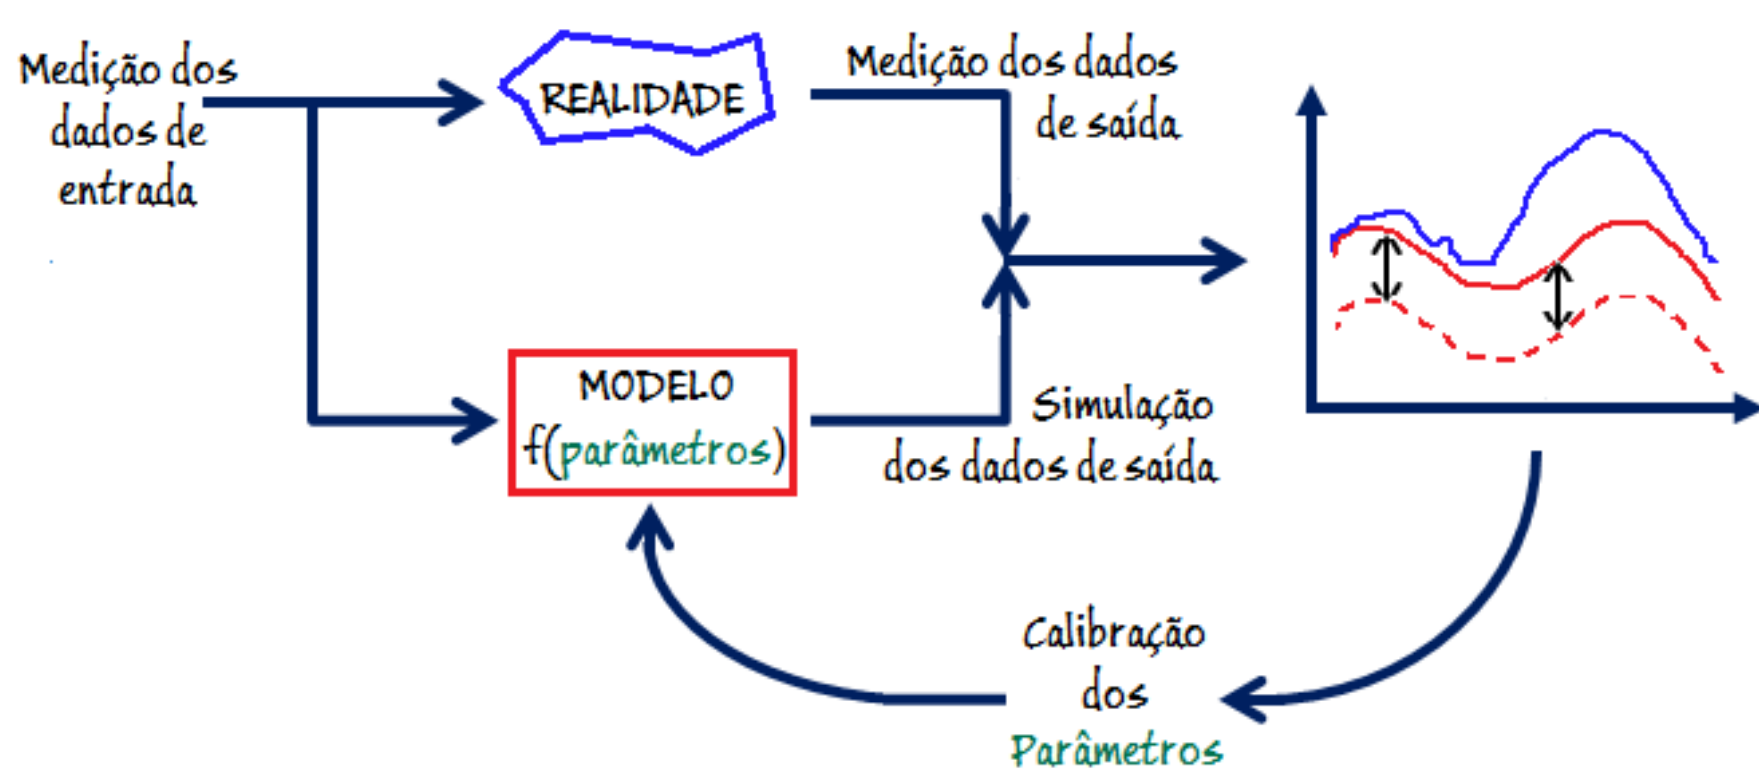 Medição dos
dados de
entrada
REALIDADE
Medição dos dados
de saída
MODELO
f(parâmetros)
Simulação
dos dados de saída
Calibração
dos
Parâmetros